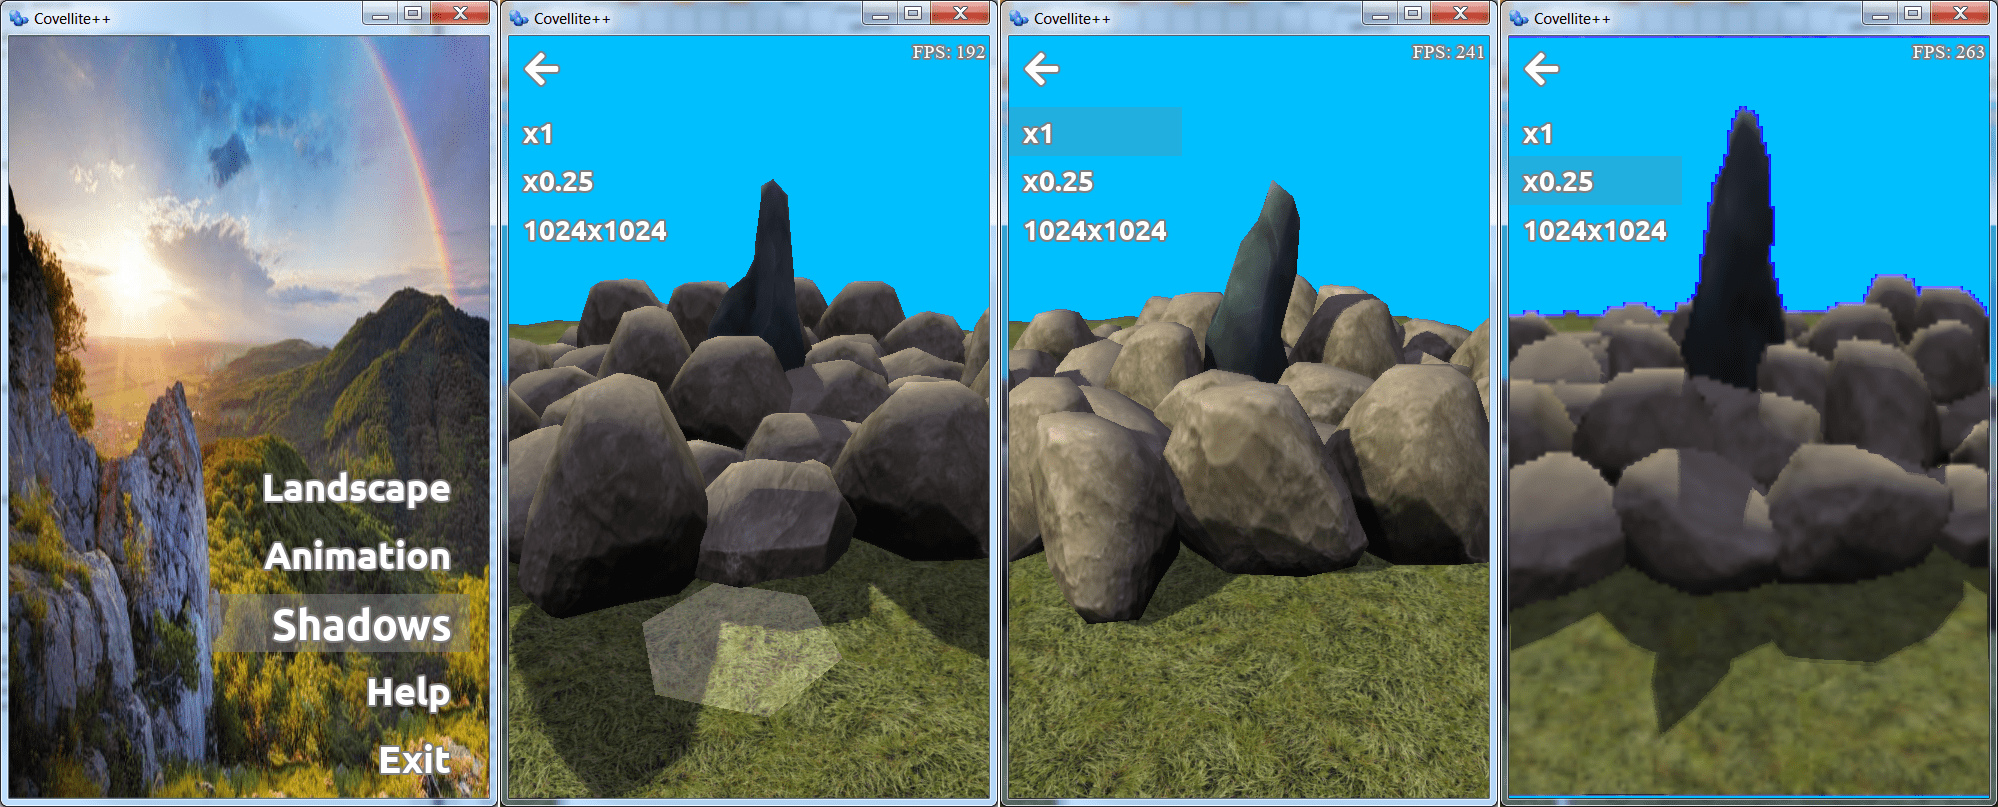 Covellite++
Landscape
Animation
Shadows
Help
Exit
Covellite++
FPS: 192
x1
x0.25
1024x1024
Covellite++
FPS: 241
x1
x0.25
1024x1024
Covellite++
FPS: 263
x1
x0.25
1024x1024